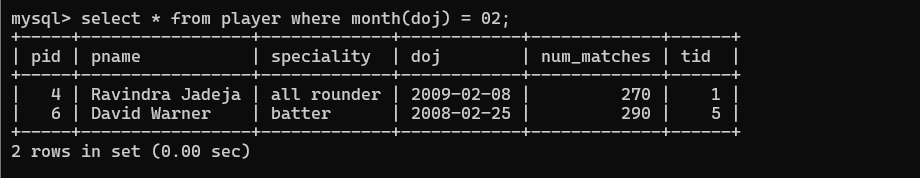 mysql> select * from player where month(doj) = 02;
+-----+-----------------+-------------+------------+-------------+------+
| pid | pname           | speciality  | doj        | num_matches | tid  |
+-----+-----------------+-------------+------------+-------------+------+
|   4 | Ravindra Jadeja | all rounder | 2009-02-08 |         270 |    1 |
|   6 | David Warner    | batter      | 2008-02-25 |         290 |    5 |
+-----+-----------------+-------------+------------+-------------+------+
2 rows in set (0.00 sec)